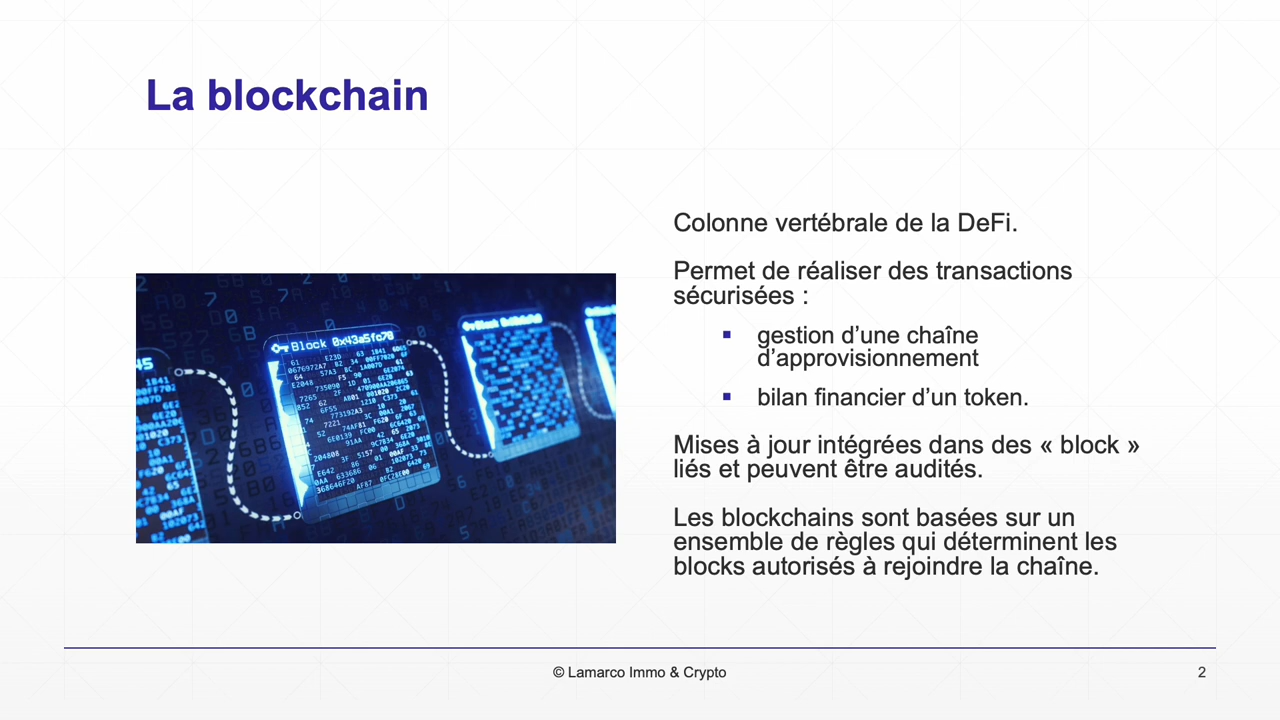 La blockchain
Colonne vertébrale de la DeFi.
Permet de réaliser des transactions
sécurisées :
▪ gestion d’une chaîne
d’approvisionnement
▪ bilan financier d’un token.
Mises à jour intégrées dans des « block »
liés et peuvent être audités.
Les blockchains sont basées sur un
ensemble de règles qui déterminent les
blocks autorisés à rejoindre la chaîne.
Block 0x43a5fc70
© Lamarco Immo & Crypto
2